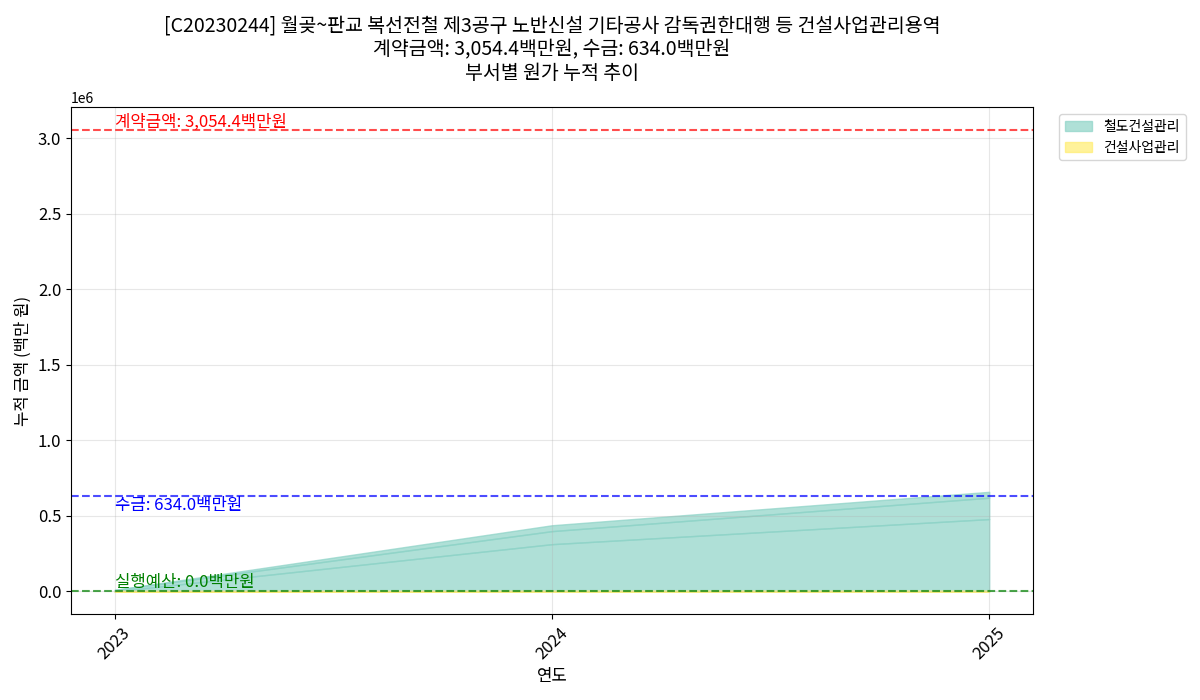 [C20230244] 월곶~판교 복선전철 제3공구 노반신설 기타공사 감독권한대행 등 건설사업관리용역
계약금액: 3,054.4백만원, 수금: 634.0백만원
부서별 원가 누적 추이
1e6
계약금액: 3,054.4백만원
철도건설관리
건설사업관리
3.0
2.5
2.0
1.5
1.0
수금: 634.0백만원
0.5
실행예산: 0.0백만원
0.0
누적 금액 (백만 원)
2023
2024
2025
연도